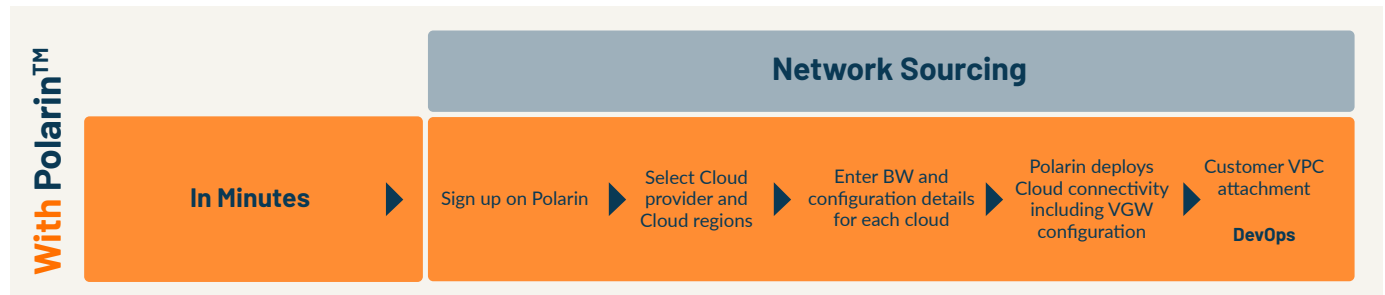 With Polarin™
Network Sourcing
In Minutes
Sign up on Polarin
Select Cloud
provider and
Cloud regions
Enter BW and
configuration details
for each cloud
Polarin deploys
Cloud connectivity
including VGW
configuration
Customer VPC
attachment
DevOps